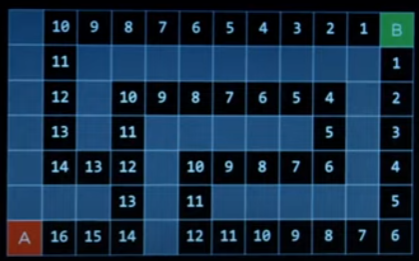 10 9 8 7 6 5 4 3 2 1 B
11 1
12 10 9 8 7 6 5 4 2
13 11 5 3
14 13 12 10 9 8 7 6 4
13 11 5
A 16 15 14 12 11 10 9 8 7 6